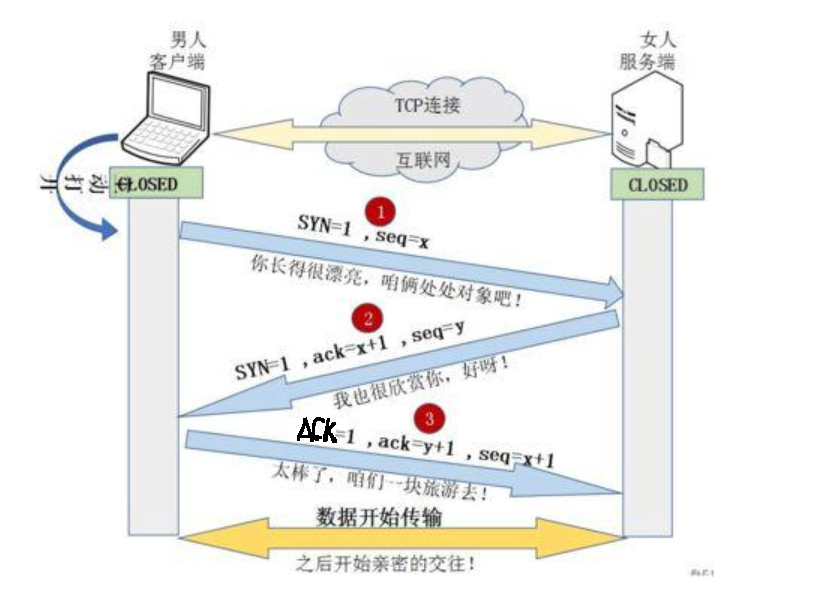 男人
客户端
女人
服务端
TCP连接
互联网
动打开
CLOSED
CLOSED
1
SYN=1 ,seq=x
你长得很漂亮，咱俩处处对象吧！
2
SYN=1 ,ack=x+1 ,seq=y
我也很欣赏你，好呀！
3
ACK=1 ,ack=y+1 ,seq=x+1
太棒了，咱们一块旅游去！
数据开始传输
之后开始亲密的交往！